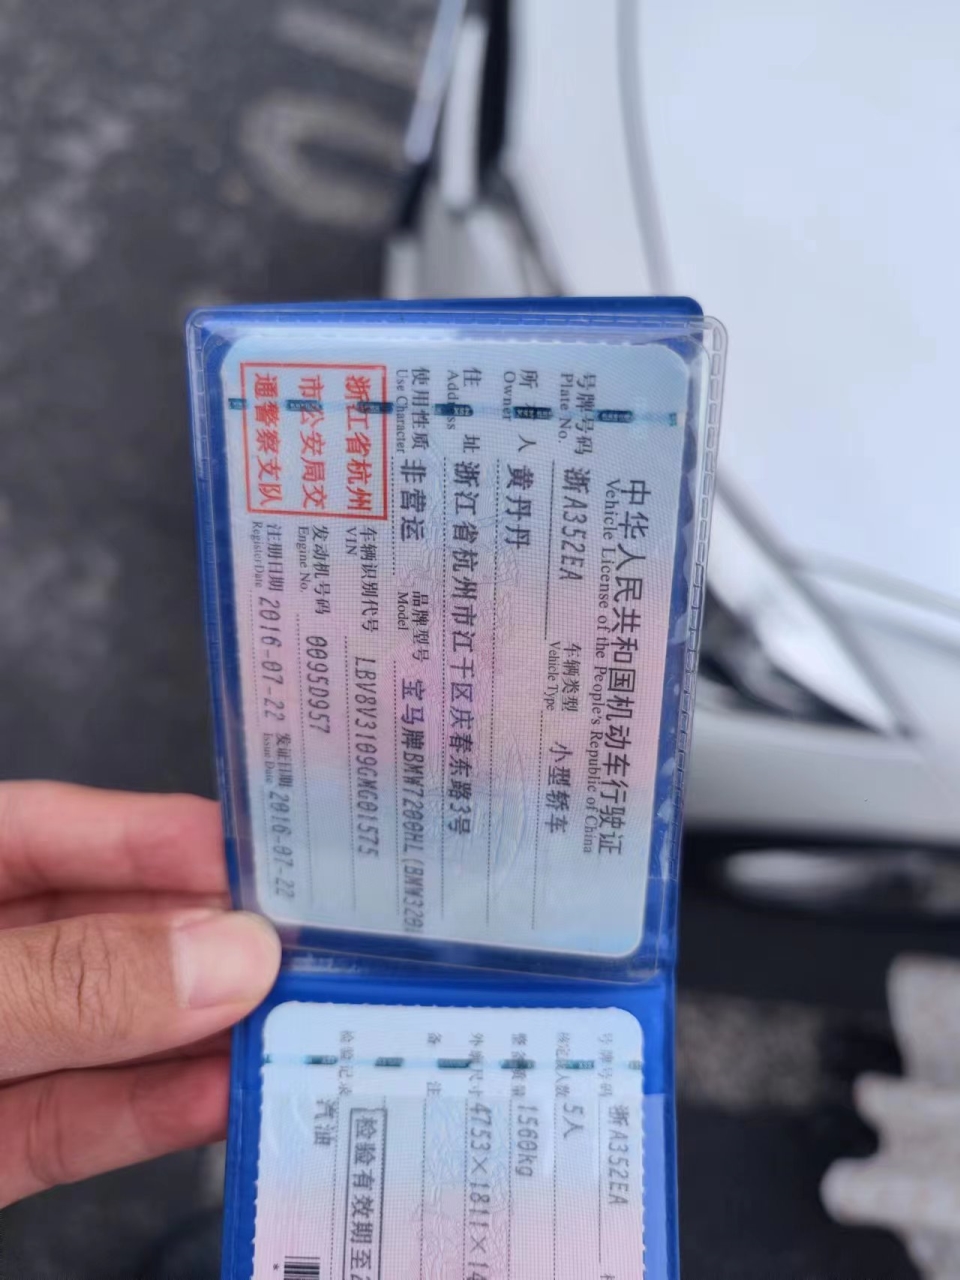 中华人民共和国机动车行驶证
Vehicle License of the People's Republic of China
号牌号码 浙A352EA 车辆类型 小型轿车
Plate No. Vehicle Type
所有人 黄丹丹
Owner
住址 浙江省杭州市江干区庆春东路3号
Address
使用性质 非营运 品牌型号 宝马牌BMW7200HL(BMW320
Use Character Model
浙江省杭州
市公安局交
通警察支队
车辆识别代号 LBV8V3109GMG01575
VIN
发动机号码 0095D957
Engine No.
注册日期 2016-07-22 发证日期 2016-07-22
Register Date Issue Date
号牌号码 浙A352EA
核定载人数 5人
整备质量 1560kg
外廓尺寸 4753×1811×14
备注
检验有效期至2
检验记录
汽油